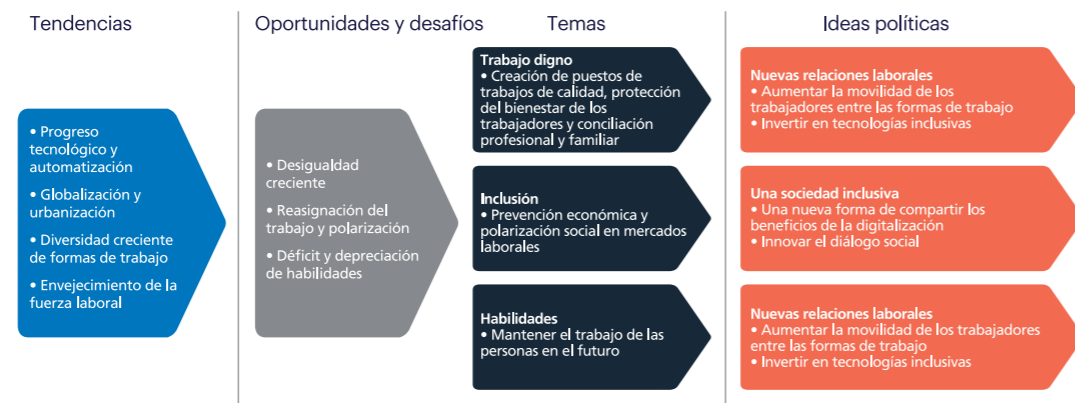 Tendencias
Oportunidades y desafíos
Temas
Ideas políticas
• Progreso
tecnológico y
automatización
• Globalización y
urbanización
• Diversidad creciente
de formas de trabajo
• Envejecimiento de la
fuerza laboral
• Desigualdad
creciente
• Reasignación del
trabajo y polarización
• Déficit y depreciación
de habilidades
Trabajo digno
• Creación de puestos de
trabajos de calidad, protección
del bienestar de los
trabajadores y conciliación
profesional y familiar
Inclusión
• Prevención económica y
polarización social en mercados
laborales
Habilidades
• Mantener el trabajo de las
personas en el futuro
Nuevas relaciones laborales
• Aumentar la movilidad de los
trabajadores entre las formas de trabajo
• Invertir en tecnologías inclusivas
Una sociedad inclusiva
• Una nueva forma de compartir los
beneficios de la digitalización
• Innovar el diálogo social
Nuevas relaciones laborales
• Aumentar la movilidad de los trabajadores
entre las formas de trabajo
• Invertir en tecnologías inclusivas